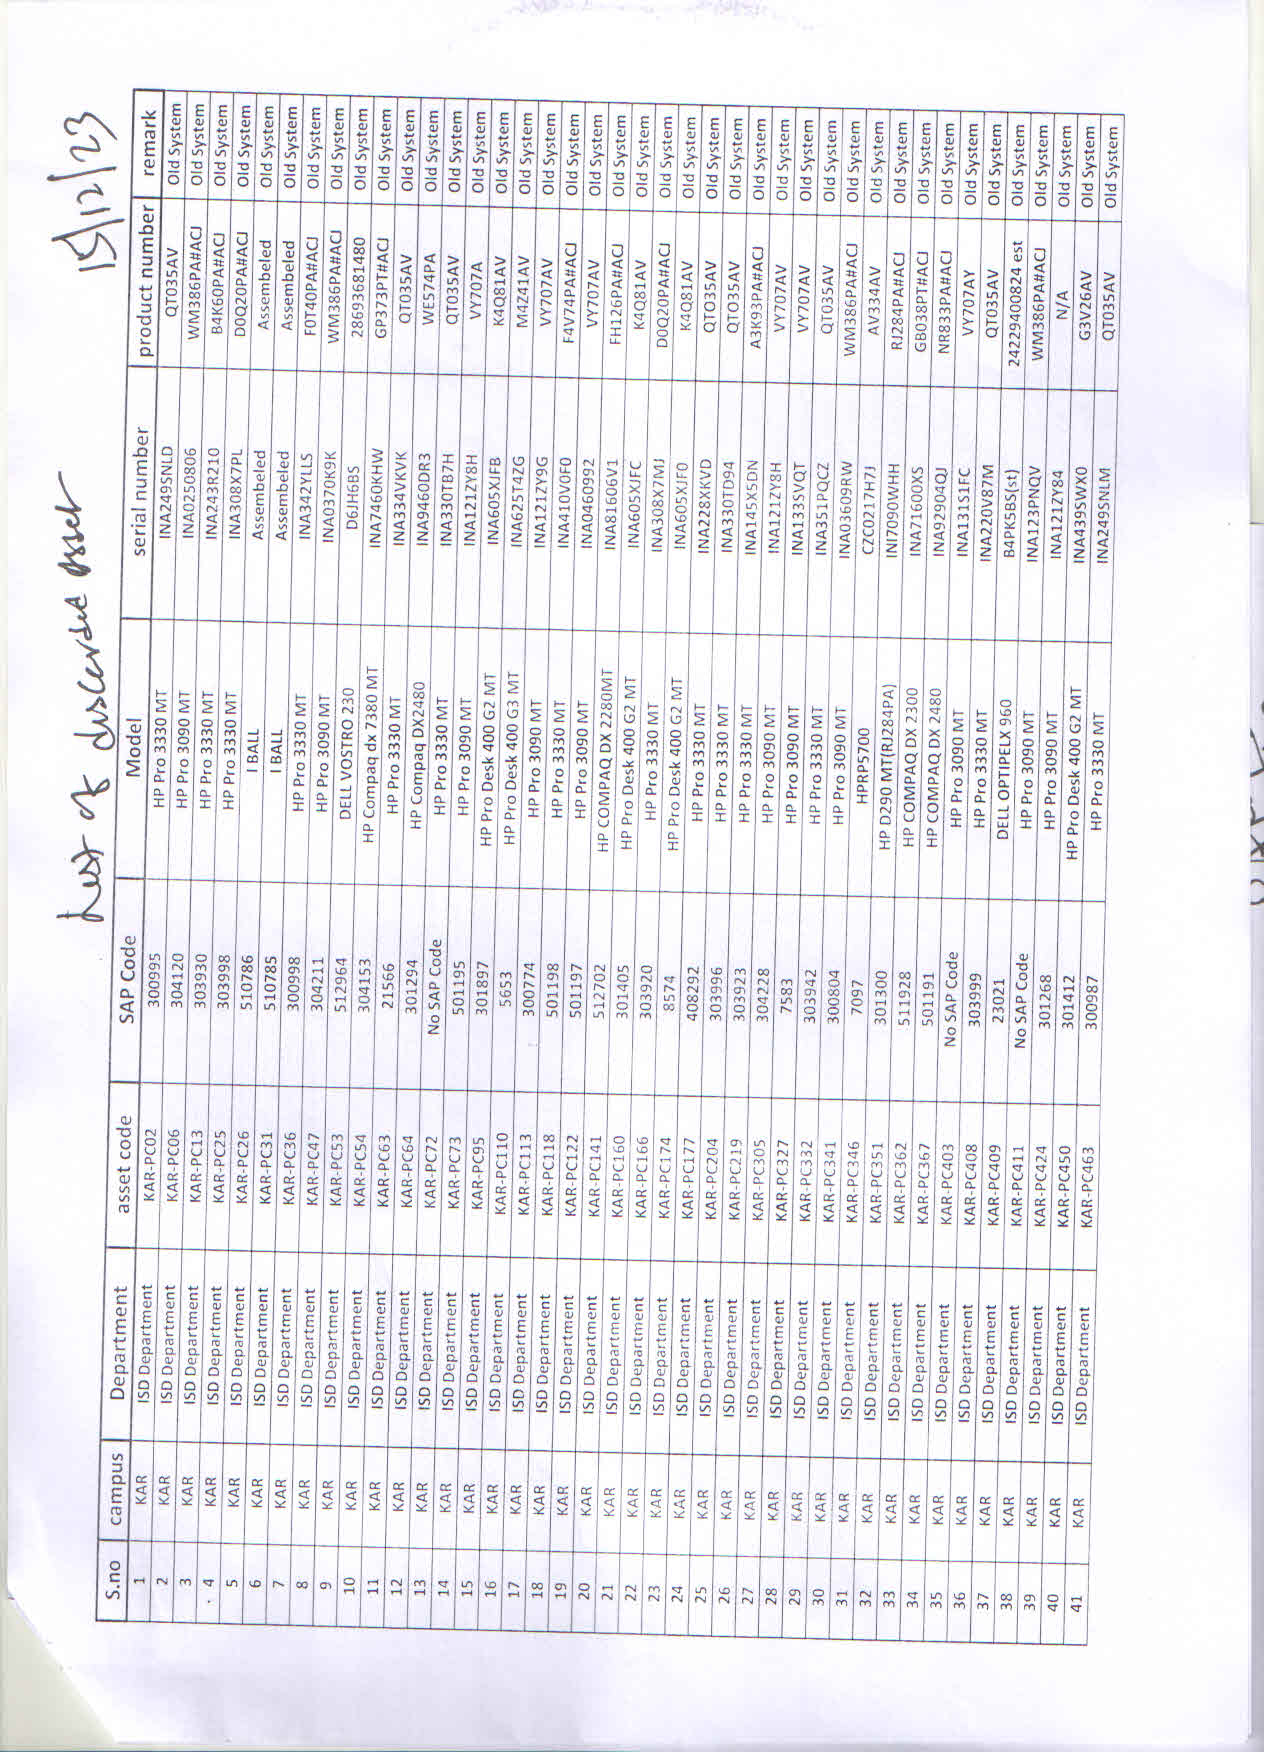 List of discarded Asset 15/12/23
S.no campus Department asset code SAP Code Model serial number product number remark
1 KAR ISD Department KAR-PC02 300995 HP Pro 3330 MT INA249SNLD QT035AV Old System
2 KAR ISD Department KAR-PC06 304120 HP Pro 3090 MT INA0250806 WM386PA#ACJ Old System
3 KAR ISD Department KAR-PC13 303930 HP Pro 3330 MT INA243R210 B4K60PA#ACJ Old System
4 KAR ISD Department KAR-PC25 303998 HP Pro 3330 MT INA308X7PL D0Q20PA#ACJ Old System
5 KAR ISD Department KAR-PC26 510786 I BALL Assembeled Assembeled Old System
6 KAR ISD Department KAR-PC31 510785 I BALL Assembeled Assembeled Old System
7 KAR ISD Department KAR-PC36 300998 HP Pro 3330 MT INA342YLLS F0T40PA#ACJ Old System
8 KAR ISD Department KAR-PC47 304211 HP Pro 3090 MT INA0370K9K WM386PA#ACJ Old System
9 KAR ISD Department KAR-PC53 512964 DELL VOSTRO 230 D6JH6BS 28693681480 Old System
10 KAR ISD Department KAR-PC54 304153 HP Compaq dx 7380 MT INA7460KHW GP373PT#ACJ Old System
11 KAR ISD Department KAR-PC63 21566 HP Pro 3330 MT INA334VKVK QT035AV Old System
12 KAR ISD Department KAR-PC64 301294 HP Compaq DX2480 INA9460DR3 WE574PA Old System
13 KAR ISD Department KAR-PC72 No SAP Code HP Pro 3330 MT INA330TB7H QT035AV Old System
14 KAR ISD Department KAR-PC73 501195 HP Pro 3090 MT INA121ZY8H VY707A Old System
15 KAR ISD Department KAR-PC95 301897 HP Pro Desk 400 G2 MT INA605XJFB K4Q81AV Old System
16 KAR ISD Department KAR-PC110 5653 HP Pro Desk 400 G3 MT INA625T4ZG M4Z41AV Old System
17 KAR ISD Department KAR-PC113 300774 HP Pro 3090 MT INA121ZY9G VY707AV Old System
18 KAR ISD Department KAR-PC118 501198 HP Pro 3330 MT INA410V0F0 F4V74PA#ACJ Old System
19 KAR ISD Department KAR-PC122 501197 HP Pro 3090 MT INA0460992 VY707AV Old System
20 KAR ISD Department KAR-PC141 512702 HP COMPAQ DX 2280MT INA81606V1 FH126PA#ACJ Old System
21 KAR ISD Department KAR-PC160 301405 HP Pro Desk 400 G2 MT INA605XJFC K4Q81AV Old System
22 KAR ISD Department KAR-PC166 303920 HP Pro 3330 MT INA308X7MJ D0Q20PA#ACJ Old System
23 KAR ISD Department KAR-PC174 8574 HP Pro Desk 400 G2 MT INA605XJF0 K4Q81AV Old System
24 KAR ISD Department KAR-PC177 408292 HP Pro 3330 MT INA228XKVD QTO35AV Old System
25 KAR ISD Department KAR-PC204 303996 HP Pro 3330 MT INA330TD94 QTO35AV Old System
26 KAR ISD Department KAR-PC219 303923 HP Pro 3330 MT INA145X5DN A3K93PA#ACJ Old System
27 KAR ISD Department KAR-PC305 304228 HP Pro 3090 MT INA121ZY8H VY707AV Old System
28 KAR ISD Department KAR-PC327 7583 HP Pro 3090 MT INA133SVQT VY707AV Old System
29 KAR ISD Department KAR-PC332 303942 HP Pro 3330 MT INA351PQCZ QT035AV Old System
30 KAR ISD Department KAR-PC341 300804 HP Pro 3090 MT INA03609RW WM386PA#ACJ Old System
31 KAR ISD Department KAR-PC346 7097 HPRP5700 CZC0217H7J AV334AV Old System
32 KAR ISD Department KAR-PC351 301300 HP D290 MT(RJ284PA) INI7090WHH RJ284PA#ACJ Old System
33 KAR ISD Department KAR-PC362 511928 HP COMPAQ DX 2300 INA71600XS GB038PT#ACJ Old System
34 KAR ISD Department KAR-PC367 501191 HP COMPAQ DX 2480 INA92904QJ NR833PA#ACJ Old System
35 KAR ISD Department KAR-PC403 No SAP Code HP Pro 3090 MT INA131S1FC VY707AY Old System
36 KAR ISD Department KAR-PC408 303999 HP Pro 3330 MT INA220V87M QT035AV Old System
37 KAR ISD Department KAR-PC409 23021 DELL OPTIPELX 960 B4PK5BS(st) 24229400824 est Old System
38 KAR ISD Department KAR-PC411 No SAP Code HP Pro 3090 MT INA123PNQV WM386PA#ACJ Old System
39 KAR ISD Department KAR-PC424 301268 HP Pro 3090 MT INA121ZY84 N/A Old System
40 KAR ISD Department KAR-PC450 301412 HP Pro Desk 400 G2 MT INA439SWX0 G3V26AV Old System
41 KAR ISD Department KAR-PC463 300987 HP Pro 3330 MT INA249SNLM QT035AV Old System